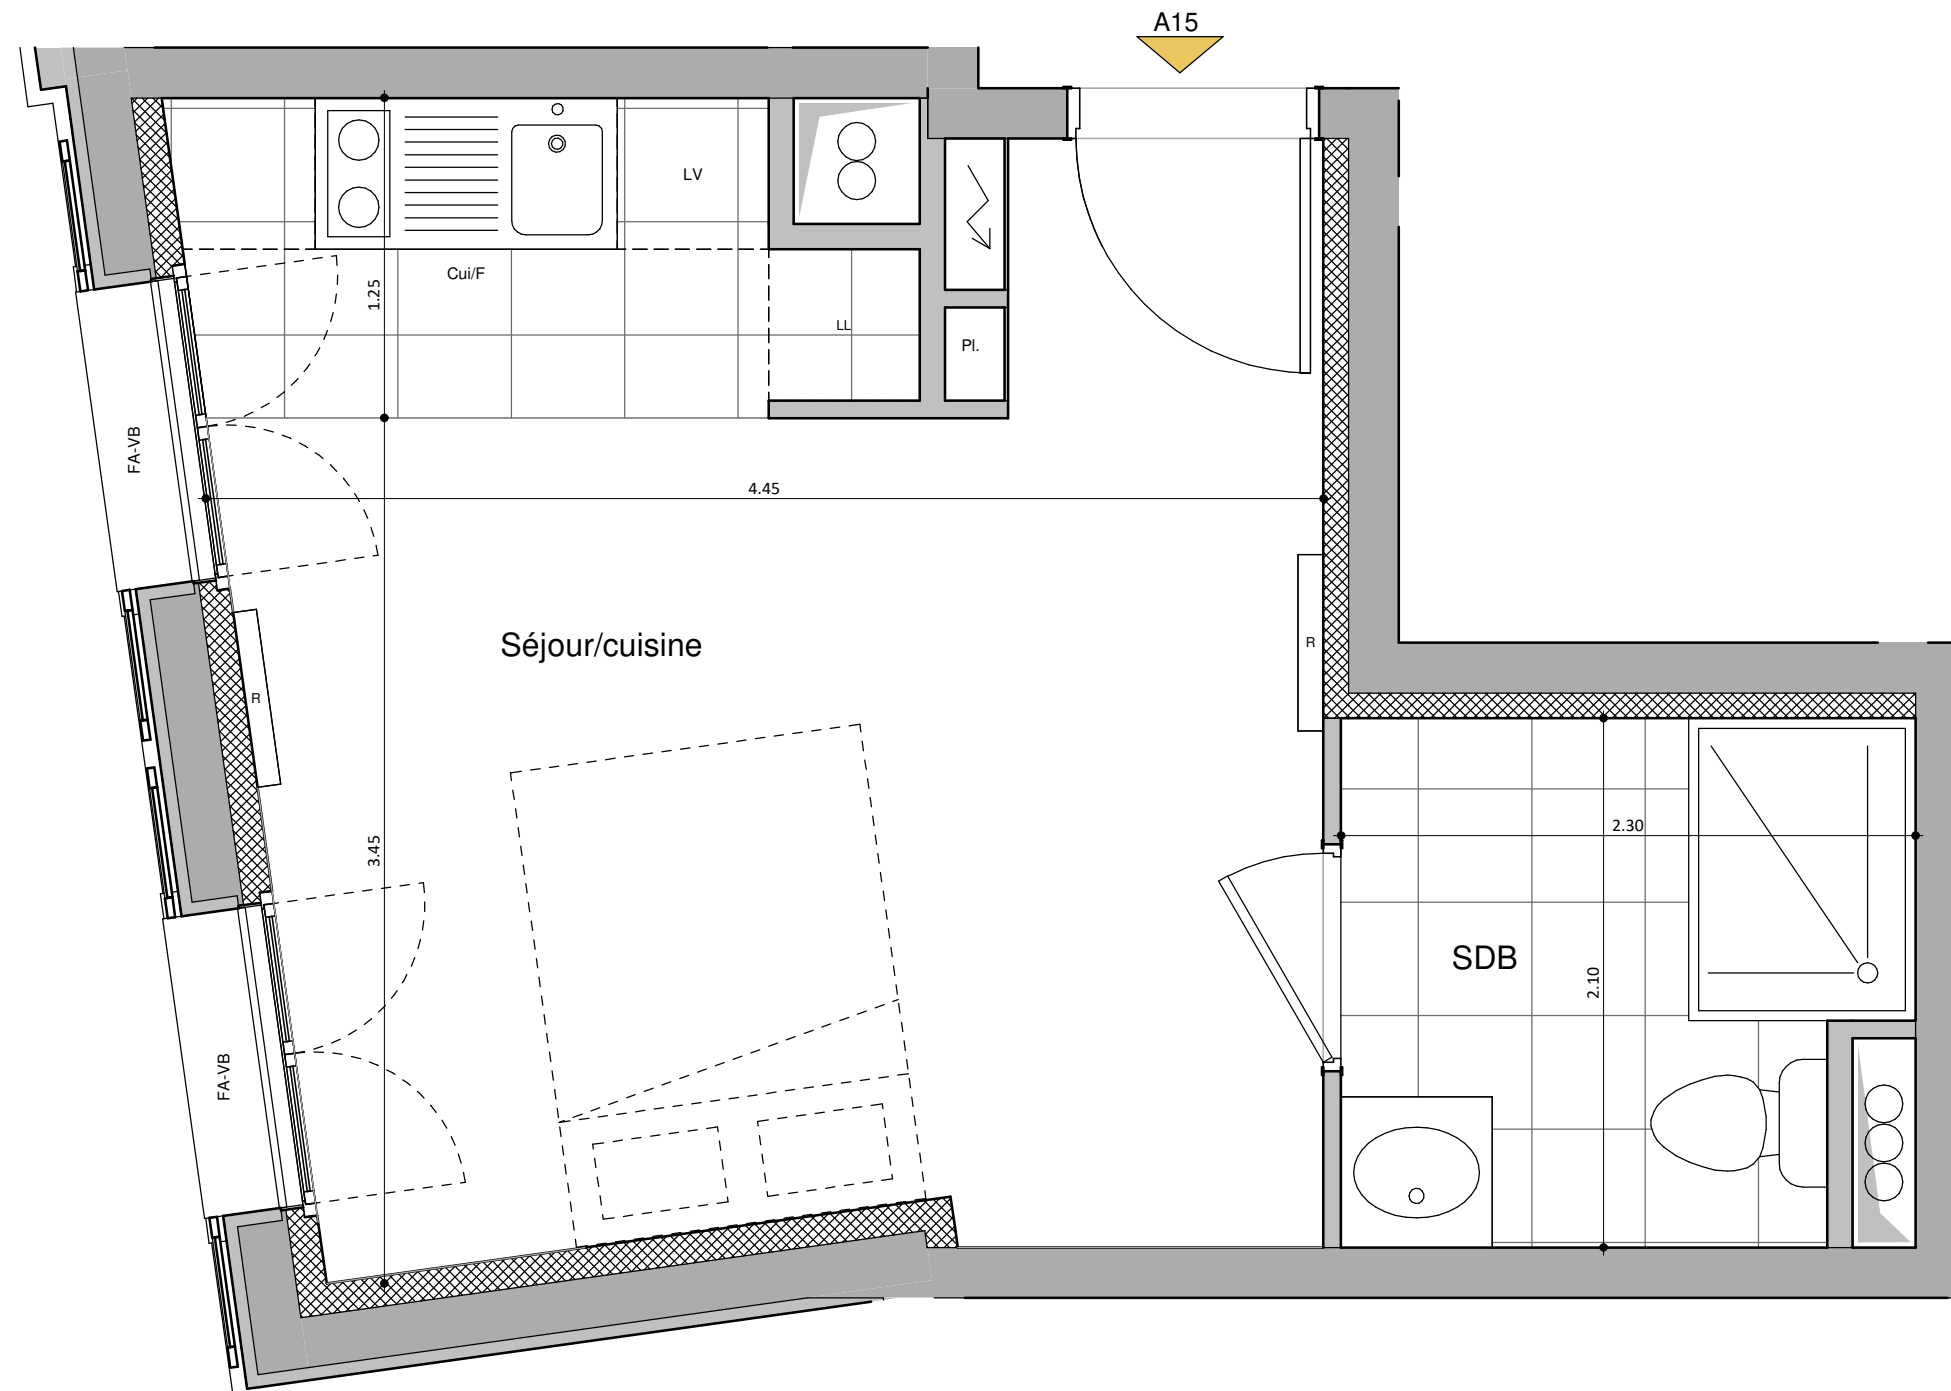 A15
LV
Cui/F
1.25
LL
Pl.
FA-VB
4.45
Séjour/cuisine
R
R
2.30
3.45
SDB
2.10
FA-VB